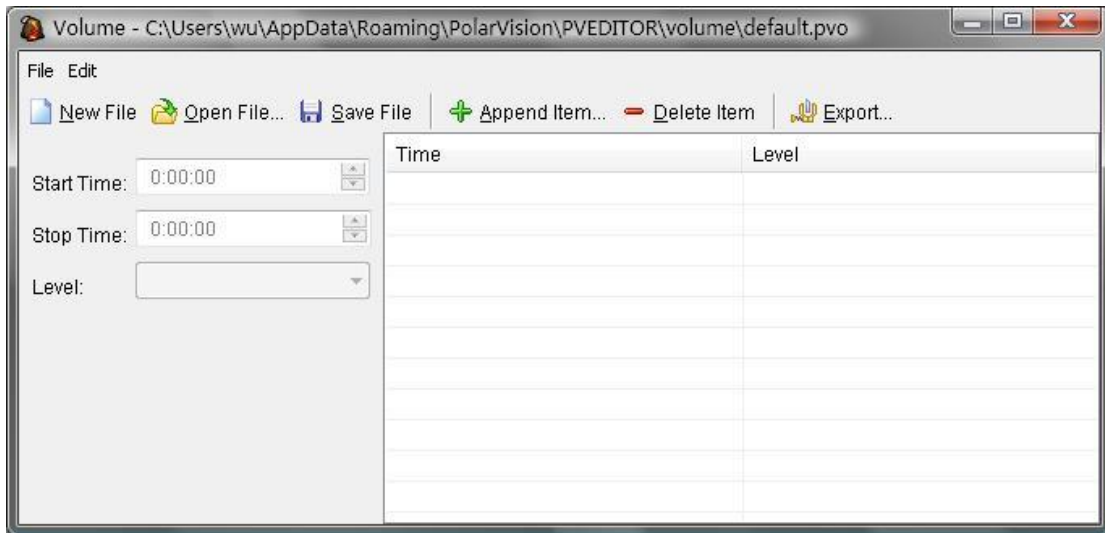 Volume - C:\Users\wu\AppData\Roaming\PolarVision\PVEDITOR\volume\default.pvo
File Edit
New File Open File... Save File Append Item... Delete Item Export...
Time Level
Start Time: 0:00:00
Stop Time: 0:00:00
Level: